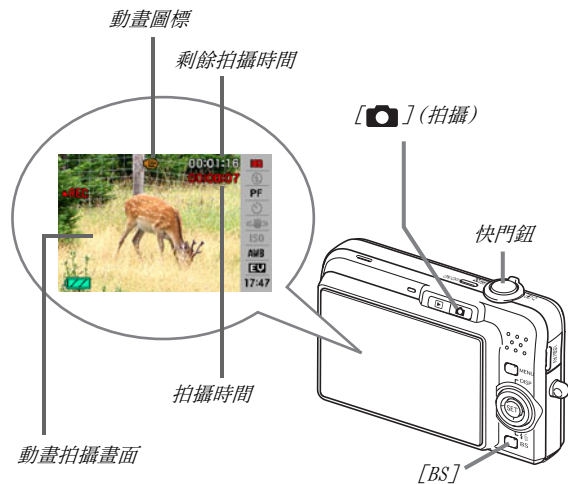 動畫圖標
剩餘拍攝時間
[📷](拍攝)
快門鈕
00:01:16
00:00:07
●REC
PF
ISO
AWB
EV
17:47
MENU
DISP
SET
BS
拍攝時間
動畫拍攝畫面
[BS]